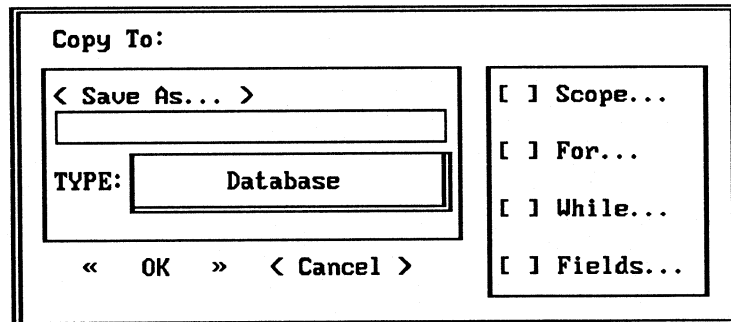 Copy To:
< Save As... >
TYPE: Database
« OK » < Cancel >
[ ] Scope...
[ ] For...
[ ] While...
[ ] Fields...